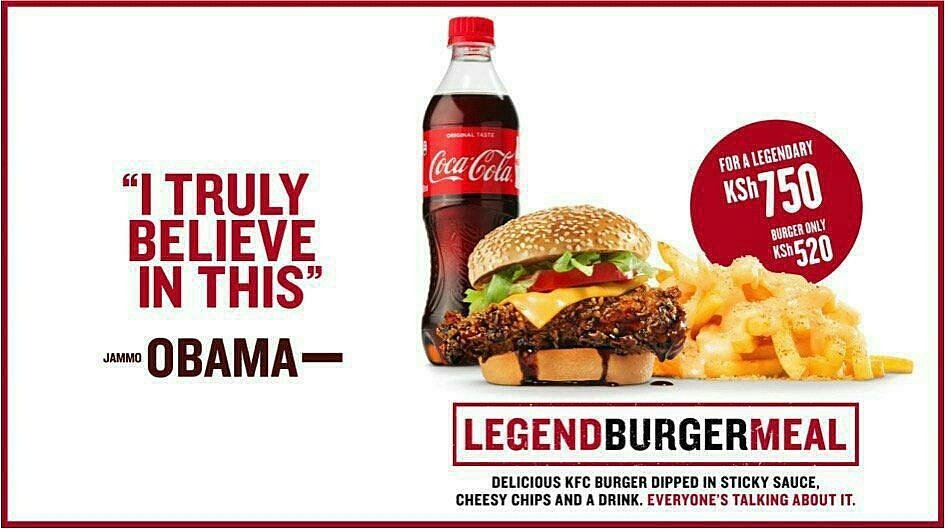 “I TRULY
BELIEVE
IN THIS”
JAMMO OBAMA—
ORIGINAL TASTE
Coca-Cola
FOR A LEGENDARY
KSh750
BURGER ONLY
KSh520
LEGENDBURGERMEAL
DELICIOUS KFC BURGER DIPPED IN STICKY SAUCE,
CHEESY CHIPS AND A DRINK. EVERYONE'S TALKING ABOUT IT.